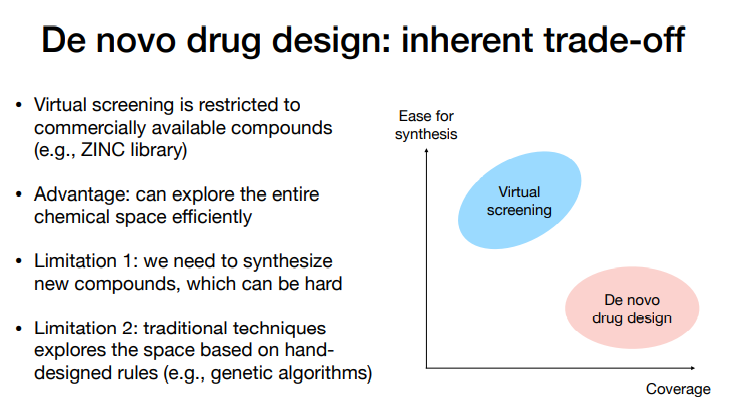 De novo drug design: inherent trade-off
• Virtual screening is restricted to
commercially available compounds
(e.g., ZINC library)
• Advantage: can explore the entire
chemical space efficiently
• Limitation 1: we need to synthesize
new compounds, which can be hard
• Limitation 2: traditional techniques
explores the space based on hand-
designed rules (e.g., genetic algorithms)
Ease for
synthesis
Virtual
screening
De novo
drug design
Coverage